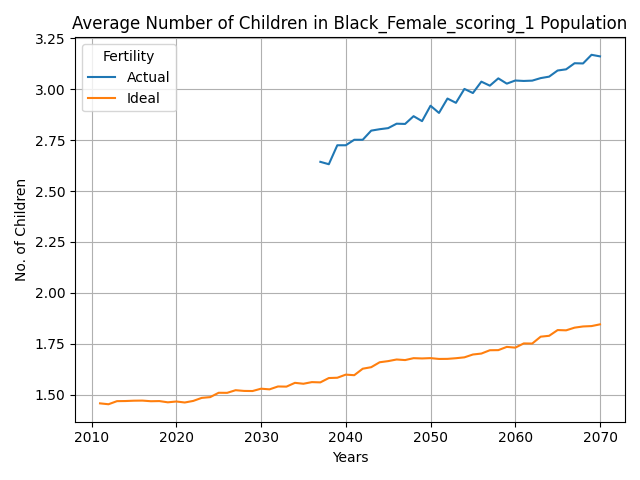 Average Number of Children in Black_Female_scoring_1 Population
3.25
3.00
2.75
2.50
2.25
2.00
1.75
1.50
No. of Children
Fertility
Actual
Ideal
2010 2020 2030 2040 2050 2060 2070
Years